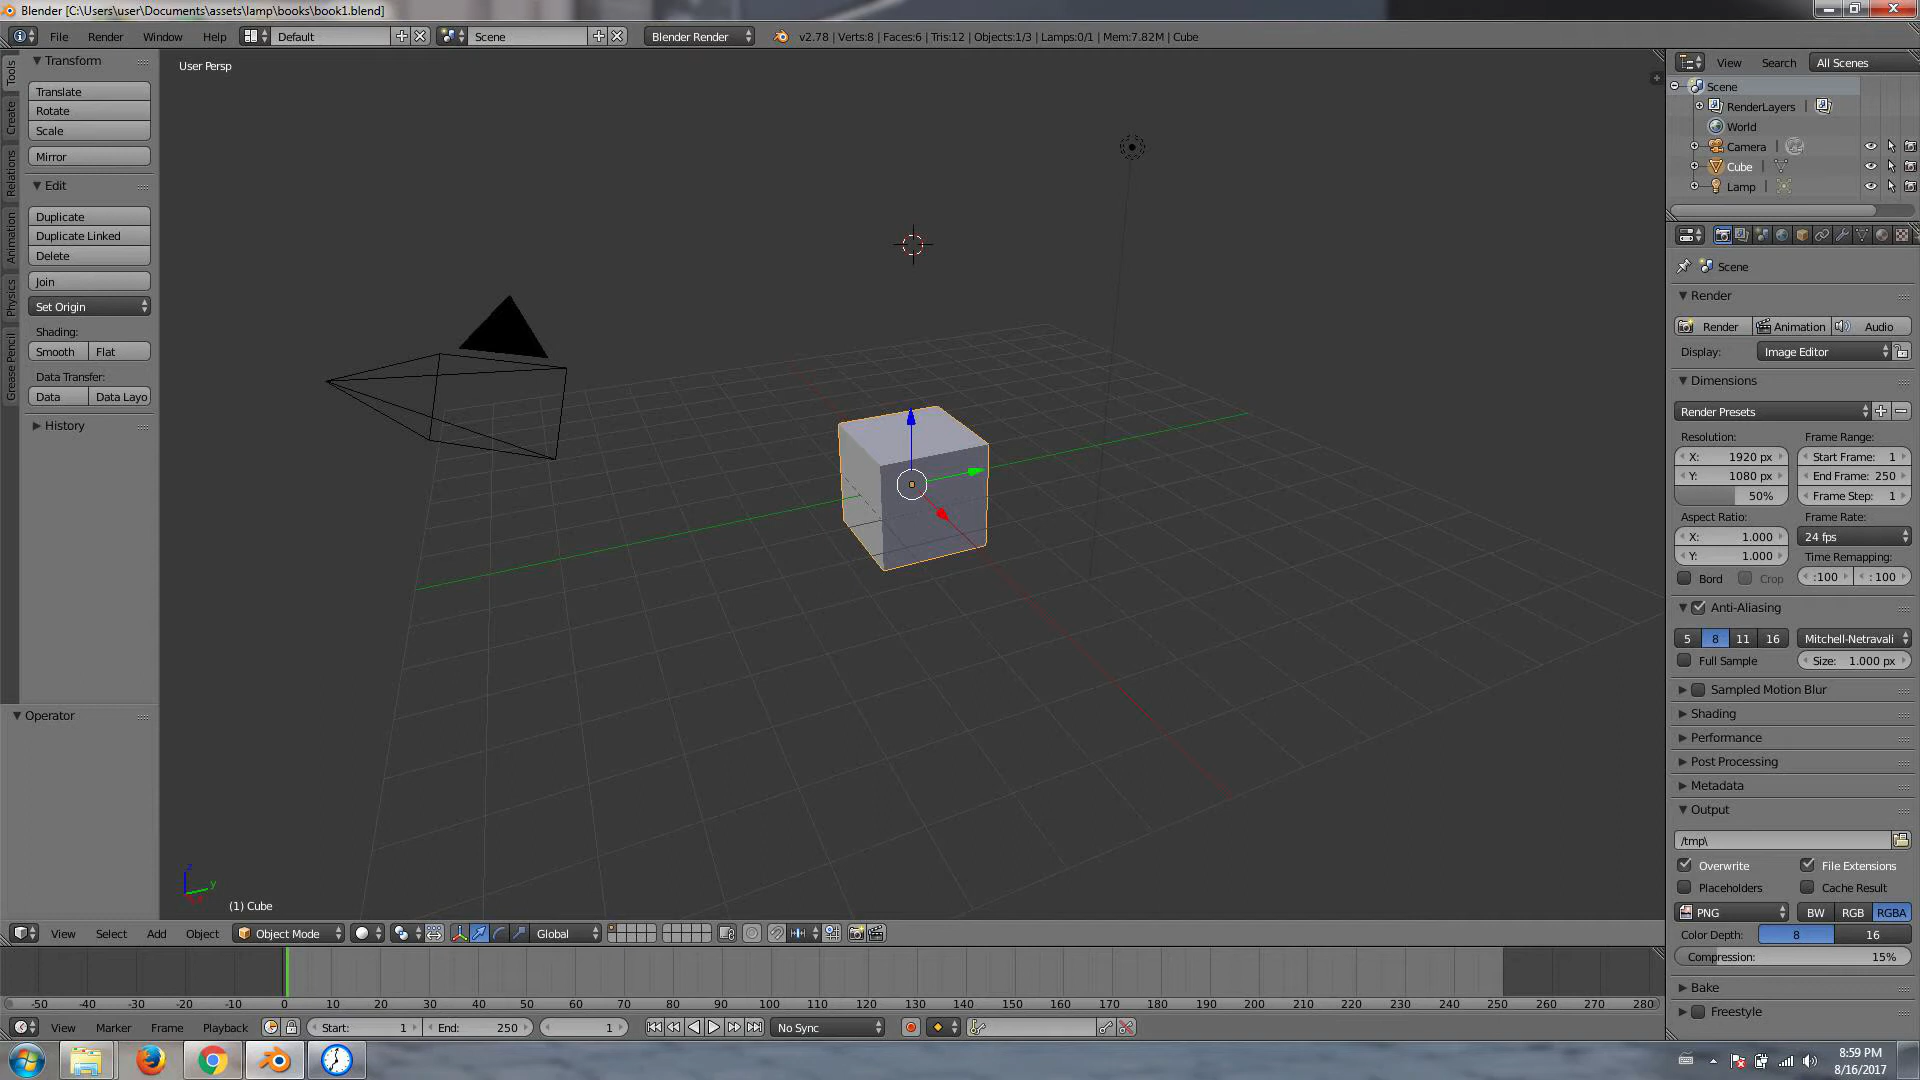 Blender [C:\Users\user\Documents\assets\lamp\books\book1.blend]
File Render Window Help Default Scene Blender Render v2.78 | Verts:8 | Faces:6 | Tris:12 | Objects:1/3 | Lamps:0/1 | Mem:7.82M | Cube
Tools
Create
Relations
Animation
Physics
Grease Pencil
Transform
Translate
Rotate
Scale
Mirror
Edit
Duplicate
Duplicate Linked
Delete
Join
Set Origin
Shading:
Smooth Flat
Data Transfer:
Data Data Layo
History
Operator
User Persp
z
y
(1) Cube
View Search All Scenes
Scene
RenderLayers |
World
Camera |
Cube |
Lamp |
Scene
Render
Render Animation Audio
Display: Image Editor
Dimensions
Render Presets
Resolution: Frame Range:
X: 1920 px Start Frame: 1
Y: 1080 px End Frame: 250
50% Frame Step: 1
Aspect Ratio: Frame Rate:
X: 1.000 24 fps
Y: 1.000 Time Remapping:
Bord Crop :100 : 100
Anti-Aliasing
5 8 11 16 Mitchell-Netravali
Full Sample Size: 1.000 px
Sampled Motion Blur
Shading
Performance
Post Processing
Metadata
Output
/tmp\
Overwrite File Extensions
Placeholders Cache Result
PNG BW RGB RGBA
Color Depth: 8 16
Compression: 15%
Bake
Freestyle
View Select Add Object Object Mode Global
-50 -40 -30 -20 -10 0 10 20 30 40 50 60 70 80 90 100 110 120 130 140 150 160 170 180 190 200 210 220 230 240 250 260 270 280
View Marker Frame Playback Start: 1 End: 250 1 No Sync
8:59 PM
8/16/2017